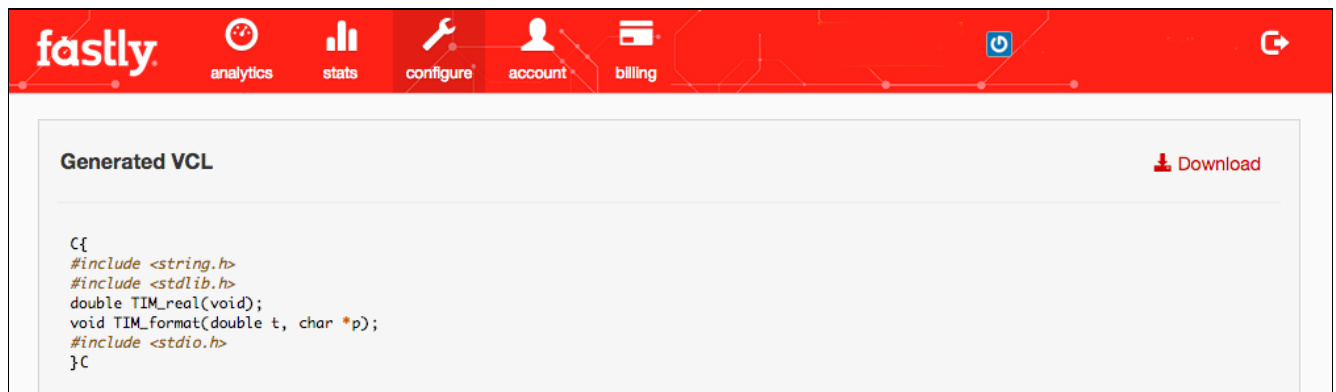 fastly
analytics
stats
configure
account
billing
Generated VCL
Download
C{
#include <string.h>
#include <stdlib.h>
double TIM_real(void);
void TIM_format(double t, char *p);
#include <stdio.h>
}C